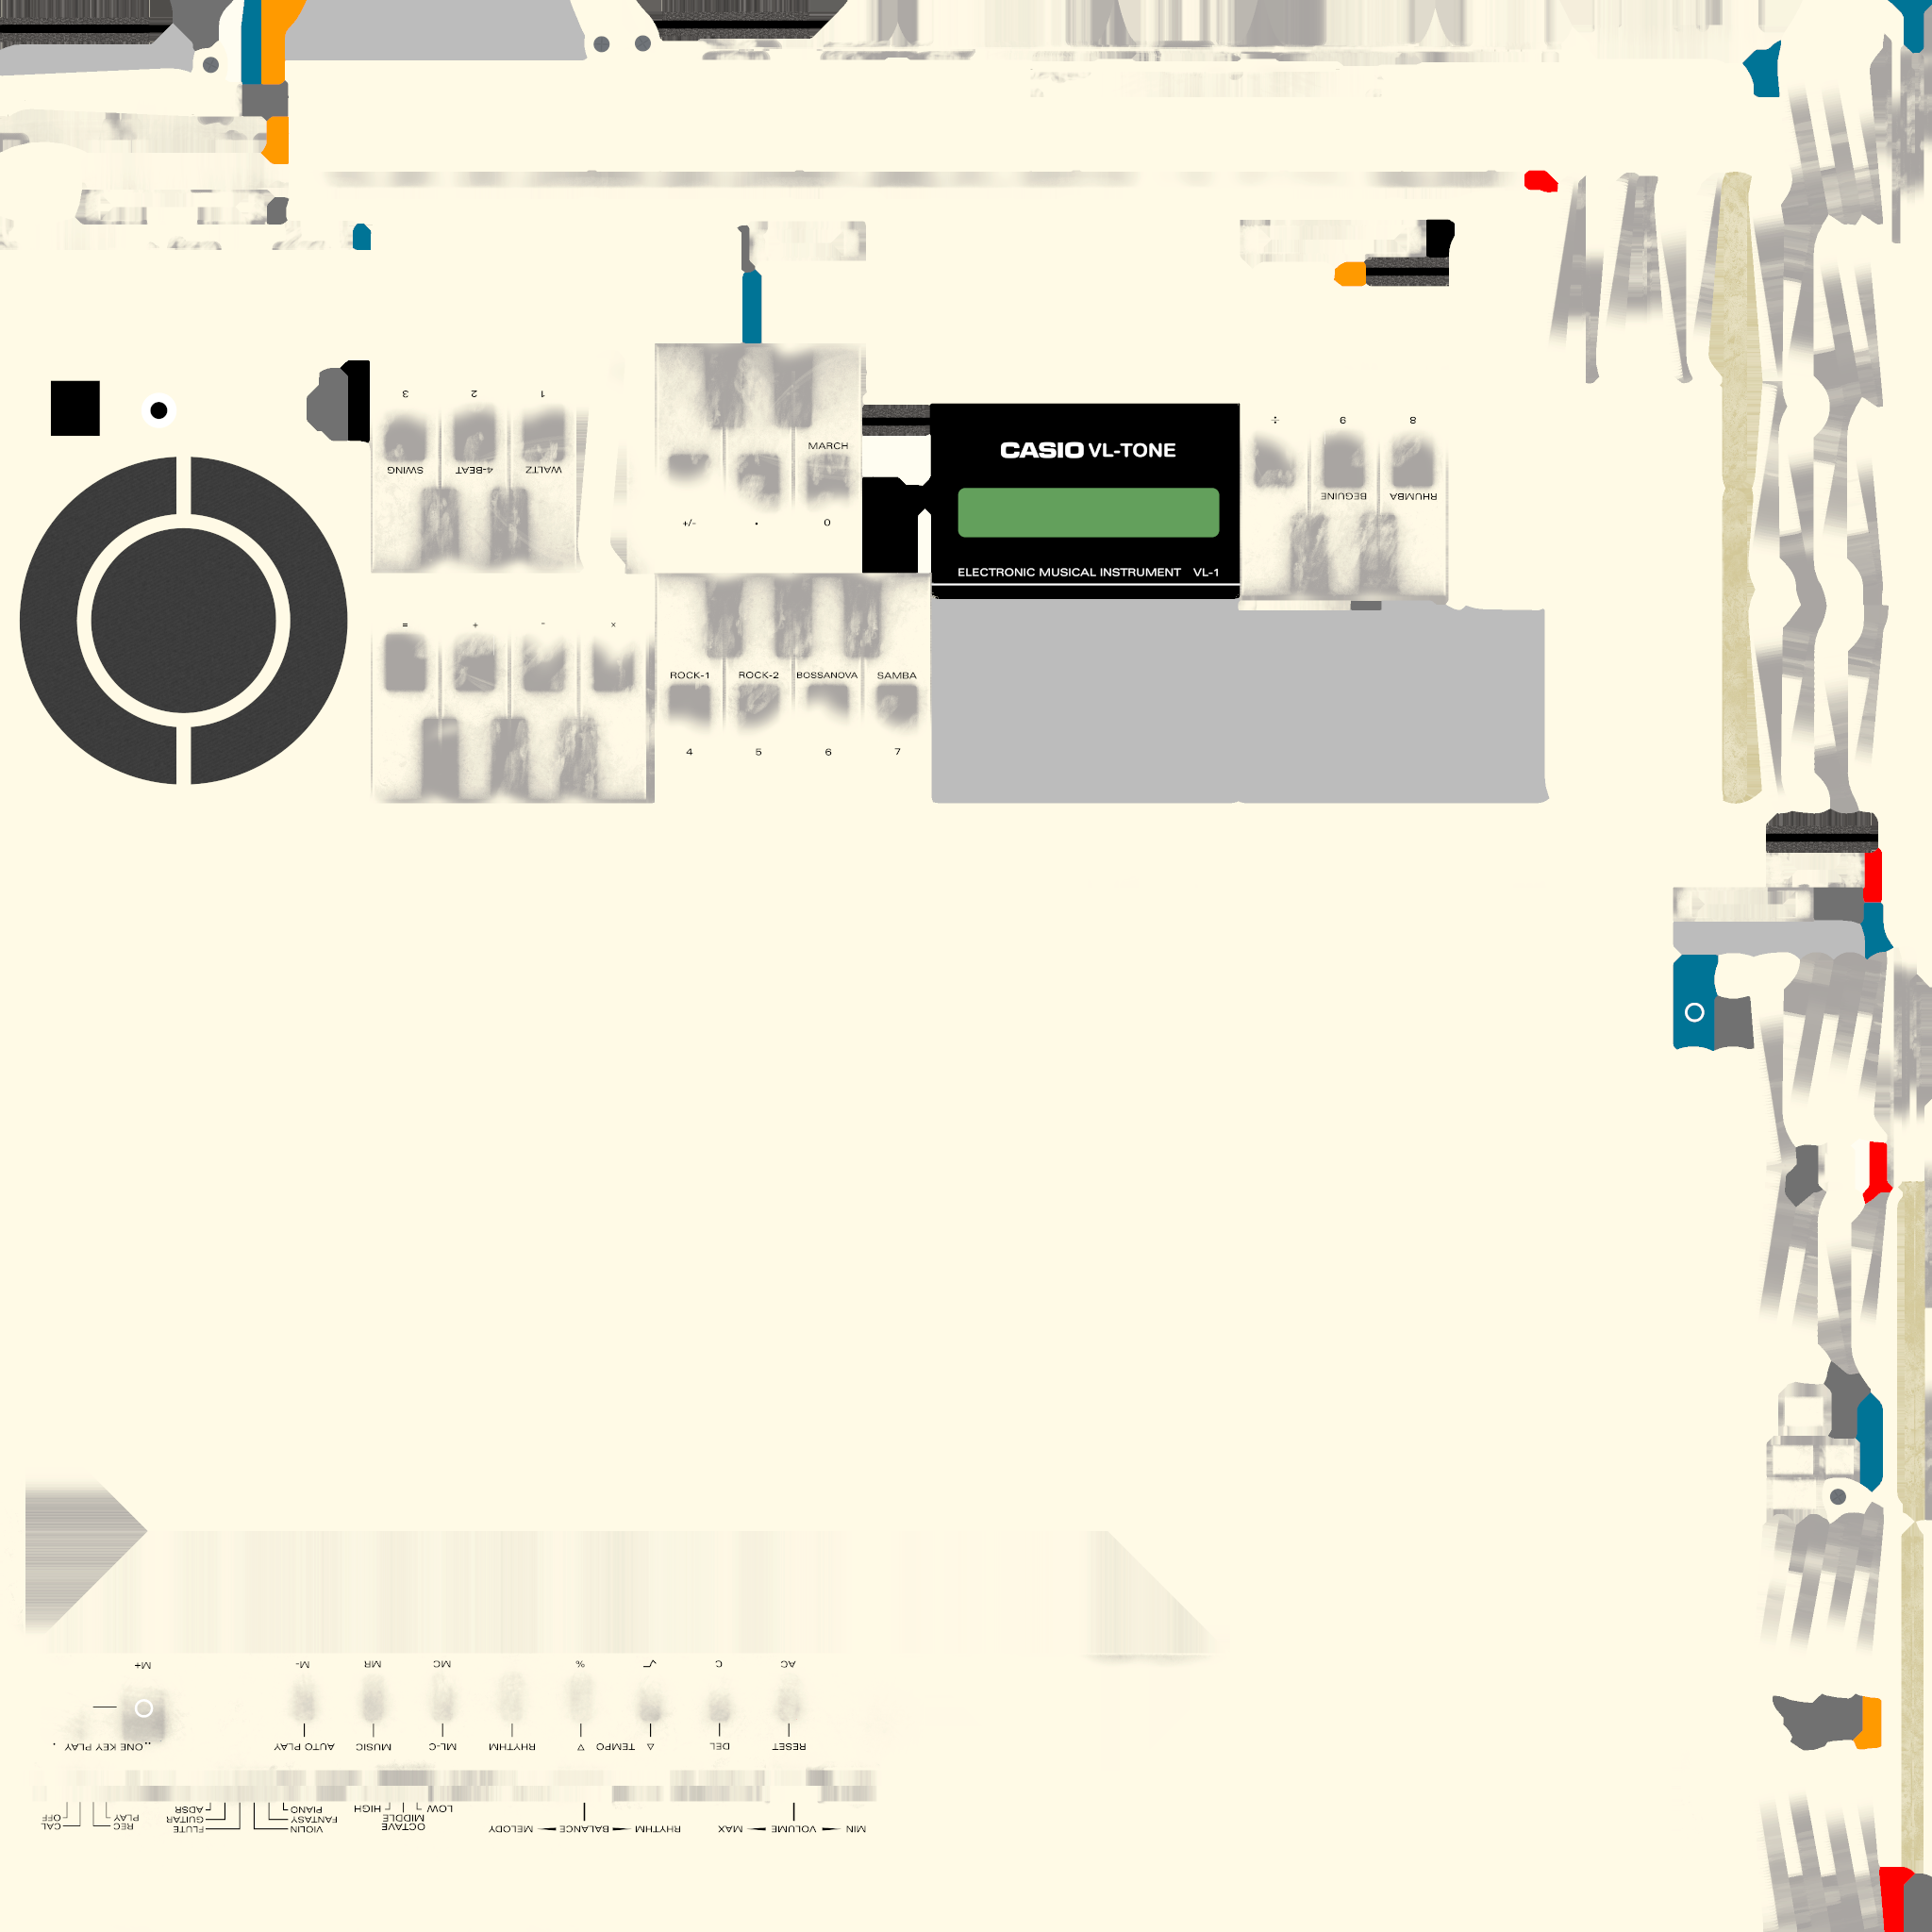 3 2 1
SWING 4-BEAT WALTZ
MARCH
+/- · 0
CASIO VL-TONE
ELECTRONIC MUSICAL INSTRUMENT VL-1
÷ 9 8
BEGUINE RHUMBA
= + - ×
ROCK-1 ROCK-2 BOSSANOVA SAMBA
4 5 6 7
M+ M- MR MC % √ C AC
. ONE KEY PLAY .. AUTO PLAY MUSIC ML-C RHYTHM ▽ TEMPO △ DEL RESET
OFF PLAY ADSR PIANO HIGH LOW
CAL REC GUITAR FANTASY MIDDLE
FLUTE VIOLIN OCTAVE MELODY BALANCE RHYTHM MAX VOLUME MIN